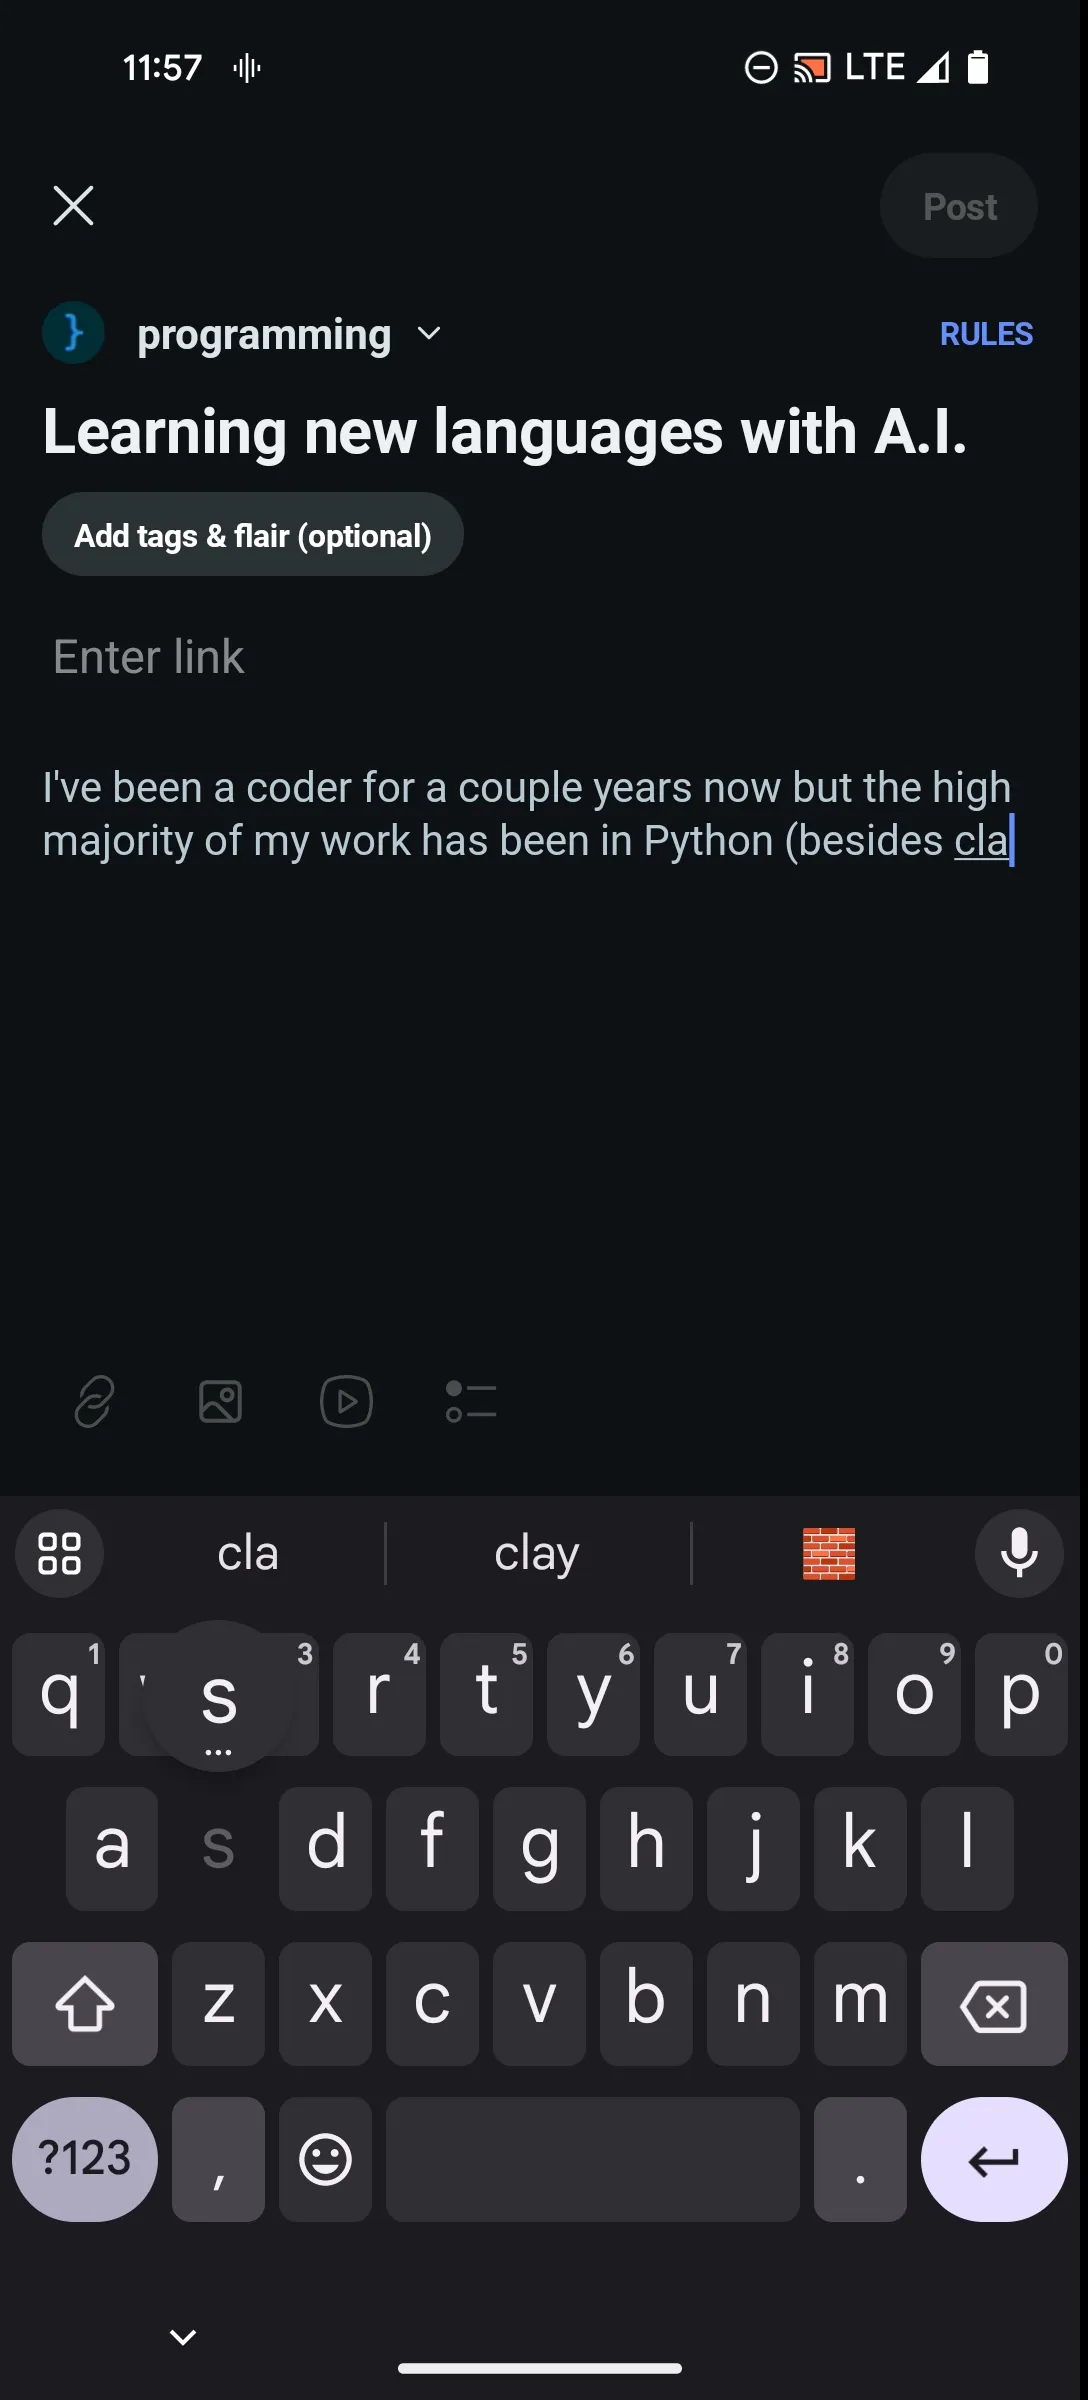 11:57 LTE
Post
programming RULES
Learning new languages with A.I.
Add tags & flair (optional)
Enter link
I've been a coder for a couple years now but the high
majority of my work has been in Python (besides cla
cla clay
q 1 s ... 3 r 4 t 5 y 6 u 7 i 8 o 9 p 0
a s d f g h j k l
z x c v b n m
?123 , .